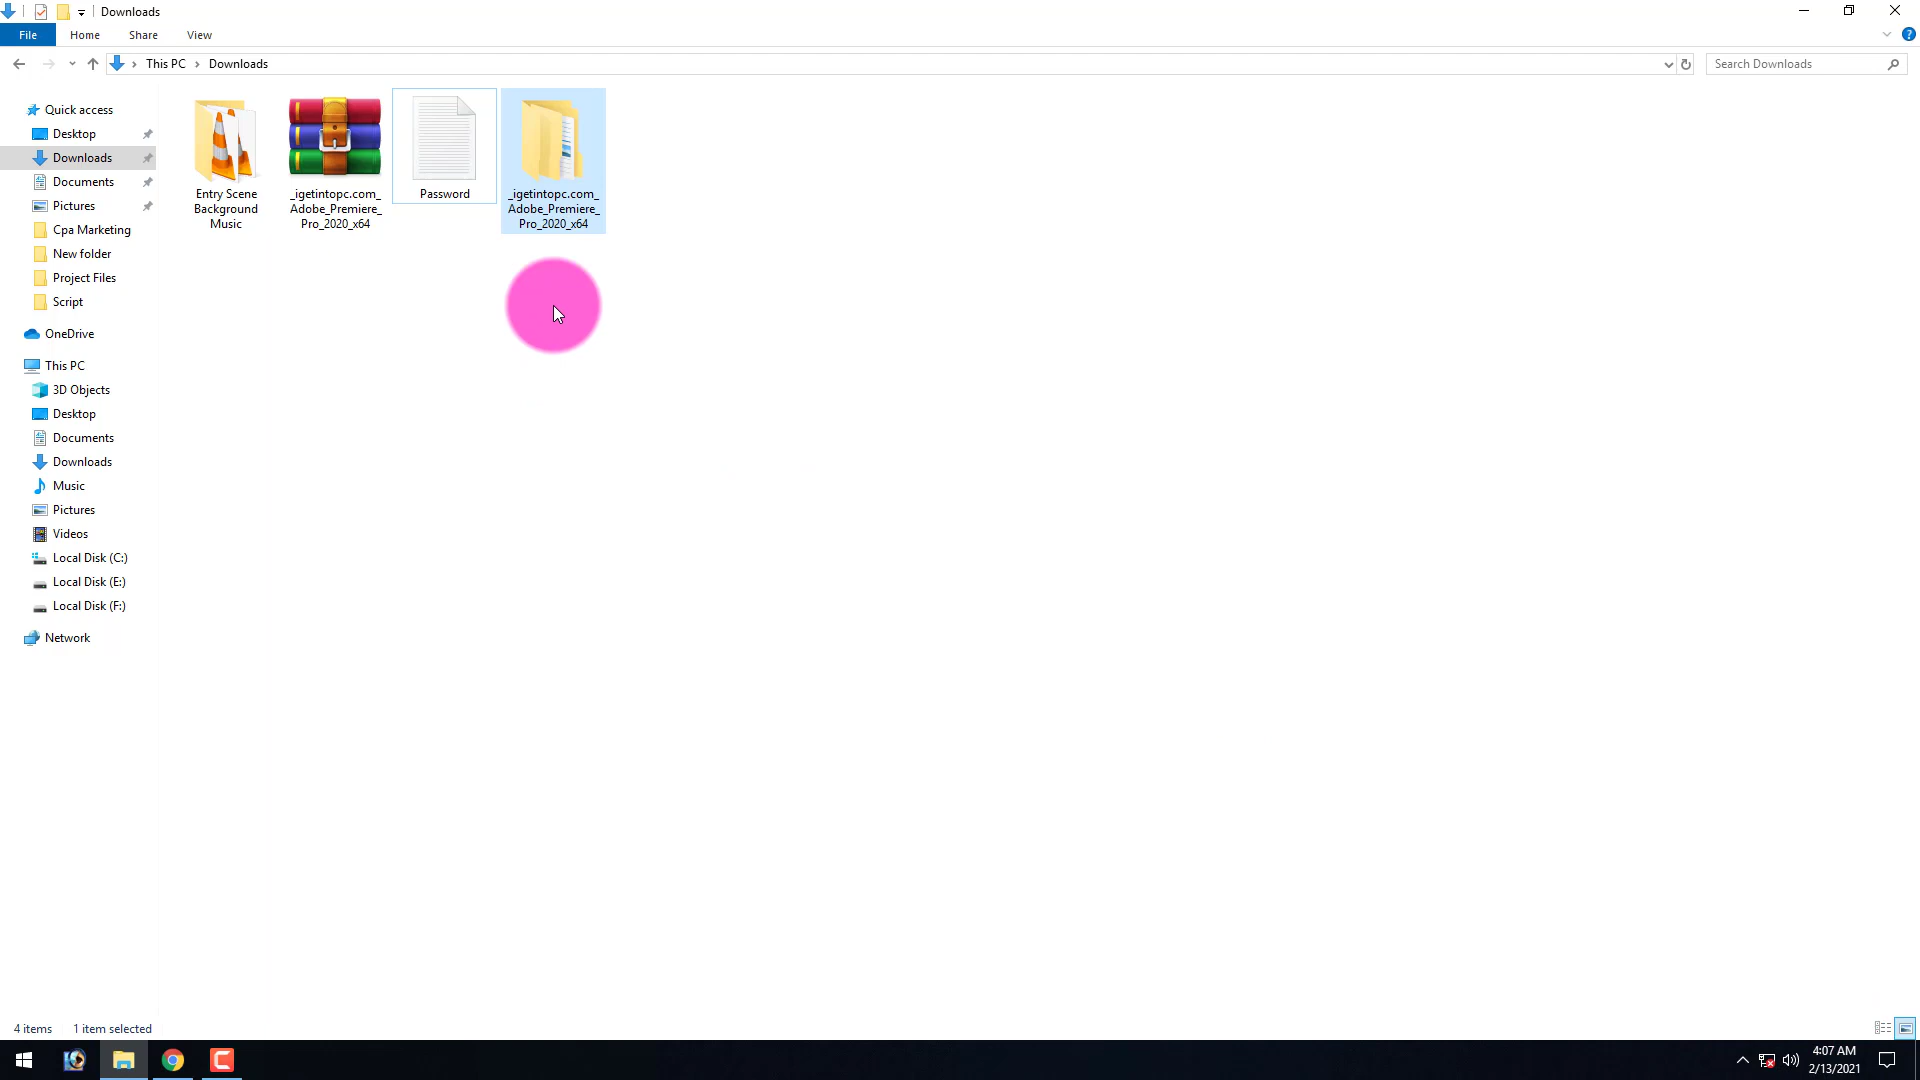 Downloads
File
Home
Share
View
This PC
Downloads
Search Downloads
Quick access
Desktop
Downloads
Documents
Pictures
Cpa Marketing
New folder
Project Files
Script
OneDrive
This PC
3D Objects
Desktop
Documents
Downloads
Music
Pictures
Videos
Local Disk (C:)
Local Disk (E:)
Local Disk (F:)
Network
Entry Scene
Background
Music
_igetintopc.com_
Adobe_Premiere_
Pro_2020_x64
Password
_igetintopc.com_
Adobe_Premiere_
Pro_2020_x64
4 items
1 item selected
4:07 AM
2/13/2021